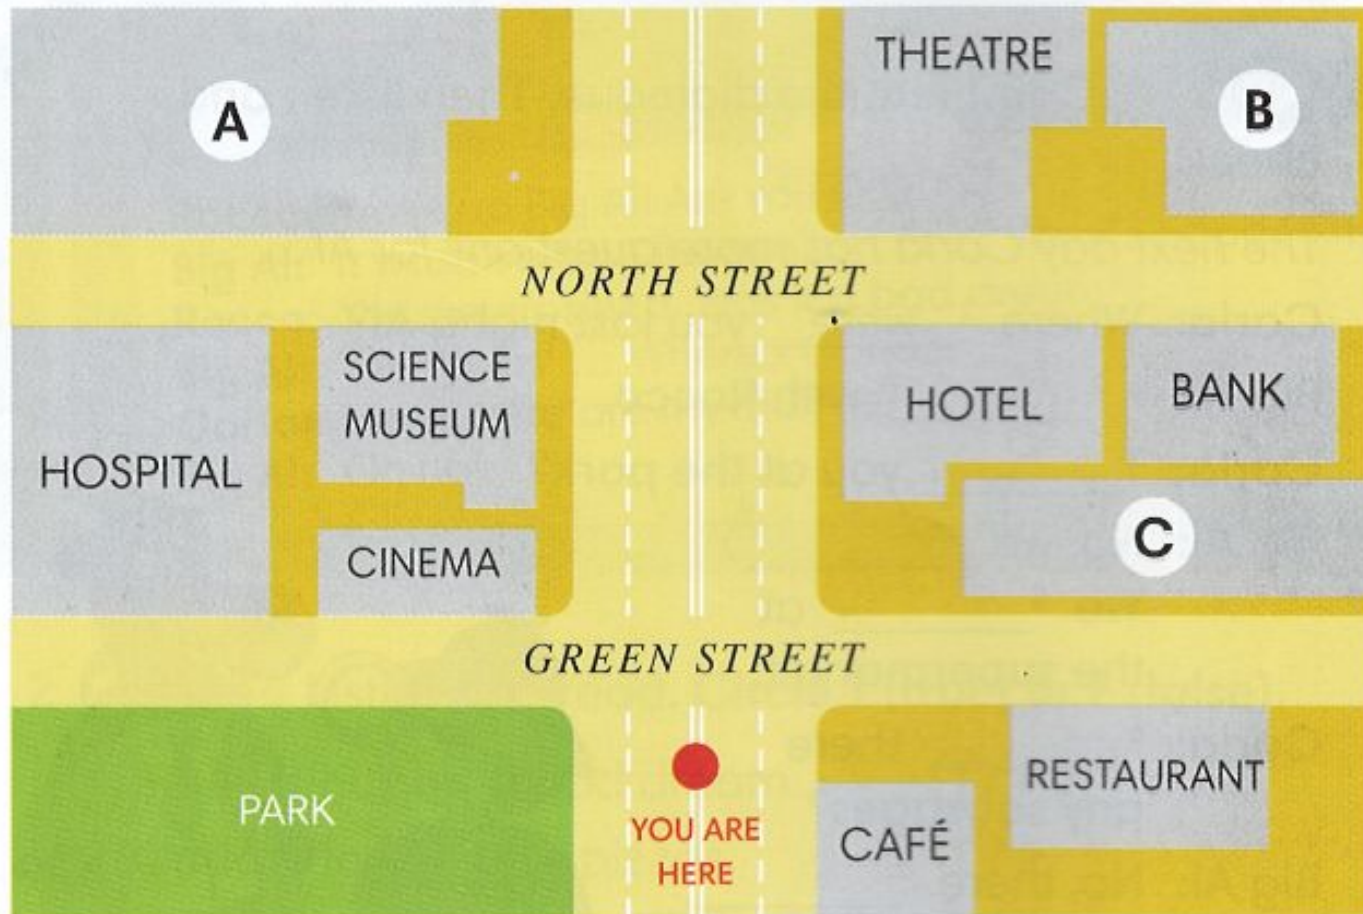 A
THEATRE
B
NORTH STREET
SCIENCE
MUSEUM
HOTEL
BANK
HOSPITAL
CINEMA
C
GREEN STREET
PARK
YOU ARE
HERE
CAFÉ
RESTAURANT